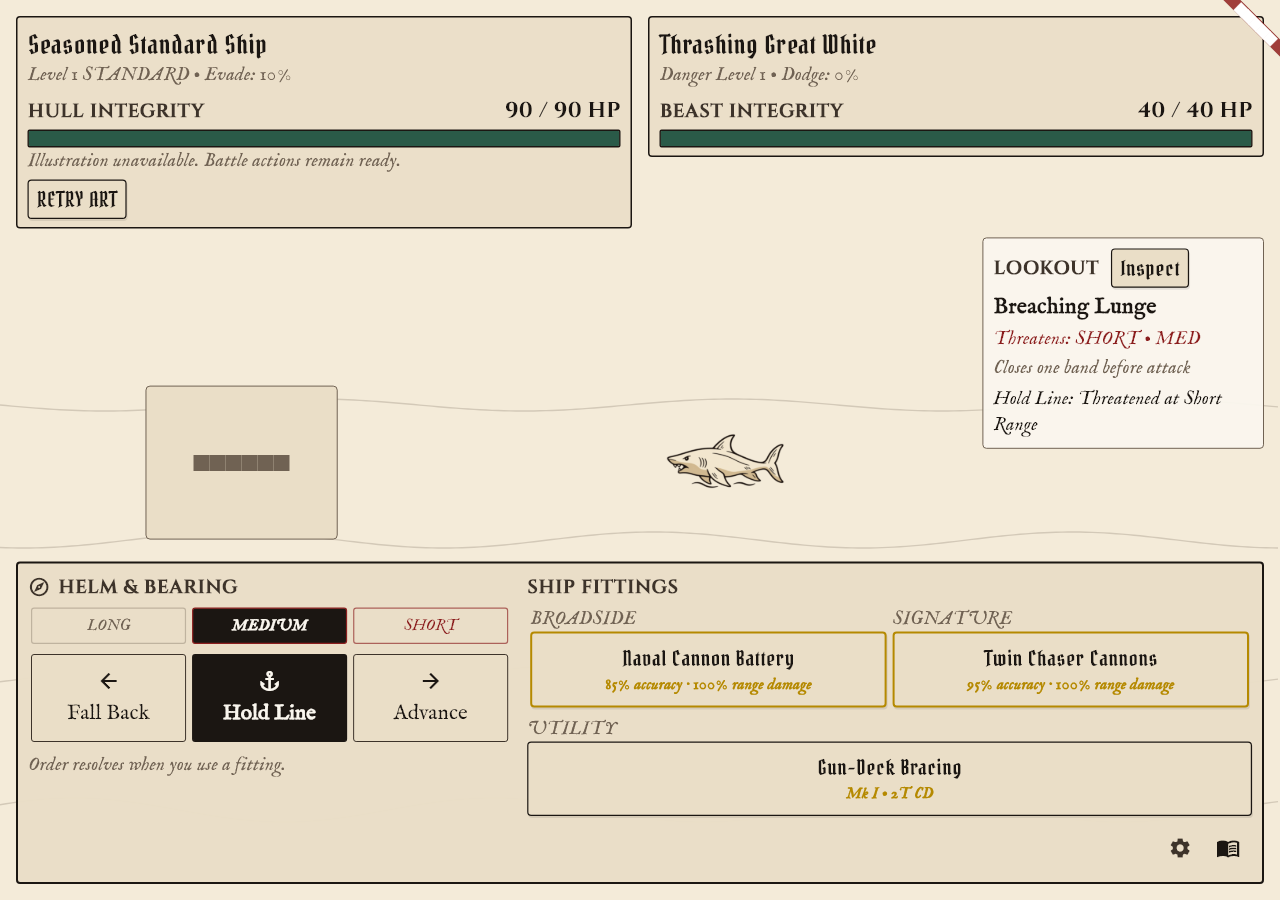 Seasoned Standard Ship
Level 1 STANDARD • Evade: 10%
HULL INTEGRITY 90 / 90 HP
Illustration unavailable. Battle actions remain ready.
RETRY ART
Thrashing Great White
Danger Level 1 • Dodge: 0%
BEAST INTEGRITY 40 / 40 HP
LOOKOUT Inspect
Breaching Lunge
Threatens: SHORT • MED
Closes one band before attack
Hold Line: Threatened at Short
Range
HELM & BEARING
LONG MEDIUM SHORT
Fall Back Hold Line Advance
Order resolves when you use a fitting.
SHIP FITTINGS
BROADSIDE SIGNATURE
Naval Cannon Battery Twin Chaser Cannons
85% accuracy · 100% range damage 95% accuracy · 100% range damage
UTILITY
Gun-Deck Bracing
Mk I • 2T CD